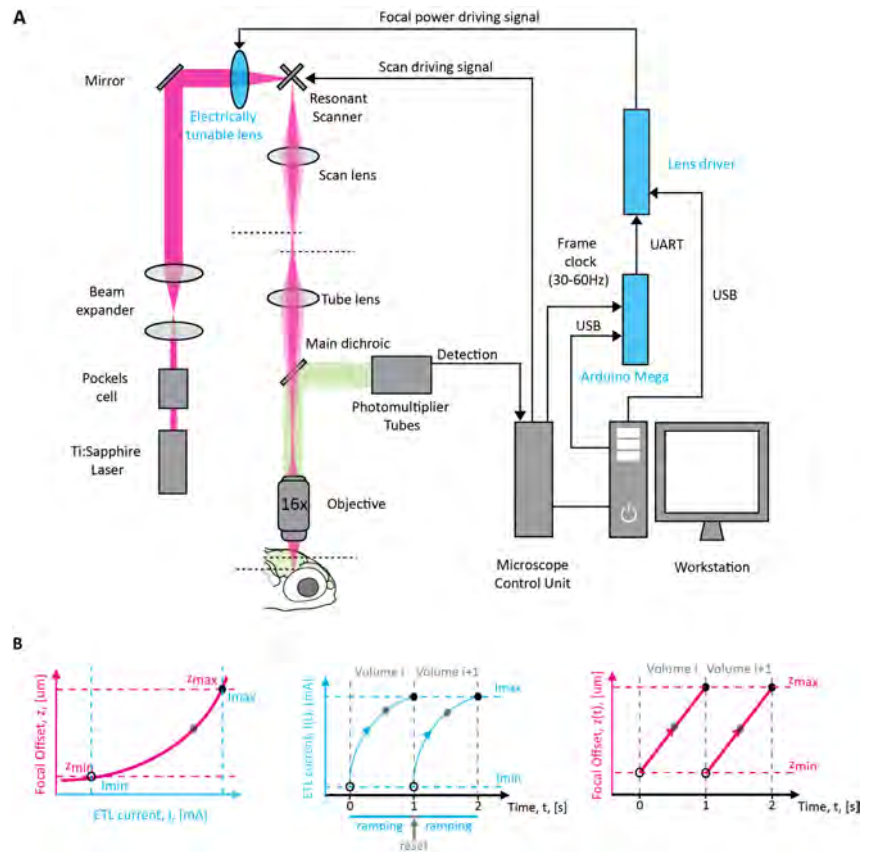 A
Focal power driving signal
Scan driving signal
Mirror
Resonant
Scanner
Electrically
tunable lens
Lens driver
Scan lens
UART
Frame
clock
(30-60Hz)
USB
USB
Beam
expander
Tube lens
Main dichroic
Detection
Arduino Mega
Pockels
cell
Photomultiplier
Tubes
Ti:Sapphire
Laser
16x
Objective
Microscope
Control Unit
Workstation
B
Focal Offset, z, [um]
zmax
Imax
zmin
Imin
ETL current, i, [mA]
ETL current, I(t), (mA)
Volume i
Volume i+1
Imax
Imin
0
1
2
Time, t, [s]
ramping
ramping
reset
Focal Offset, z(t), [um]
Volume i
Volume i+1
zmax
zmin
0
1
2
Time, t, [s]